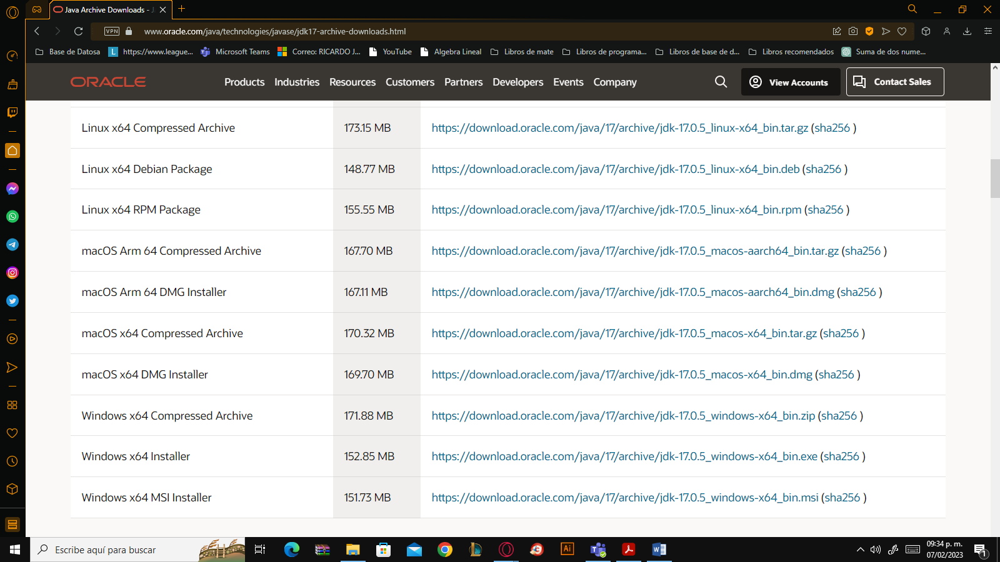 Java Archive Downloads - J
VPN
www.oracle.com/java/technologies/javase/jdk17-archive-downloads.html
Base de Datosa
L
https://www.league...
Microsoft Teams
Correo: RICARDO J...
YouTube
Algebra Lineal
Libros de mate
Libros de programa...
Libros de base de d...
Libros recomendados
Suma de dos nume...
ORACLE
Products
Industries
Resources
Customers
Partners
Developers
Events
Company
View Accounts
Contact Sales
Linux x64 Compressed Archive 173.15 MB https://download.oracle.com/java/17/archive/jdk-17.0.5_linux-x64_bin.tar.gz (sha256 )
Linux x64 Debian Package 148.77 MB https://download.oracle.com/java/17/archive/jdk-17.0.5_linux-x64_bin.deb (sha256 )
Linux x64 RPM Package 155.55 MB https://download.oracle.com/java/17/archive/jdk-17.0.5_linux-x64_bin.rpm (sha256 )
macOS Arm 64 Compressed Archive 167.70 MB https://download.oracle.com/java/17/archive/jdk-17.0.5_macos-aarch64_bin.tar.gz (sha256 )
macOS Arm 64 DMG Installer 167.11 MB https://download.oracle.com/java/17/archive/jdk-17.0.5_macos-aarch64_bin.dmg (sha256 )
macOS x64 Compressed Archive 170.32 MB https://download.oracle.com/java/17/archive/jdk-17.0.5_macos-x64_bin.tar.gz (sha256 )
macOS x64 DMG Installer 169.70 MB https://download.oracle.com/java/17/archive/jdk-17.0.5_macos-x64_bin.dmg (sha256 )
Windows x64 Compressed Archive 171.88 MB https://download.oracle.com/java/17/archive/jdk-17.0.5_windows-x64_bin.zip (sha256 )
Windows x64 Installer 152.85 MB https://download.oracle.com/java/17/archive/jdk-17.0.5_windows-x64_bin.exe (sha256 )
Windows x64 MSI Installer 151.73 MB https://download.oracle.com/java/17/archive/jdk-17.0.5_windows-x64_bin.msi (sha256 )
Escribe aquí para buscar
Ai
09:34 p. m.
07/02/2023
1